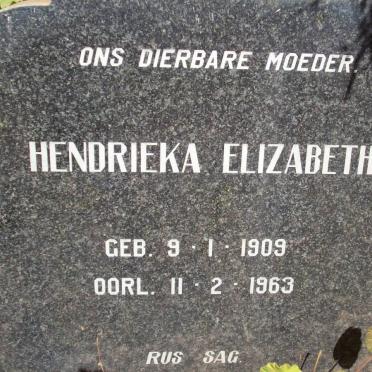 ONS DIERBARE MOEDER
HENDRIEKA ELIZABETH
GEB. 9 · 1 · 1909
OORL. 11 · 2 · 1963
RUS SAG.